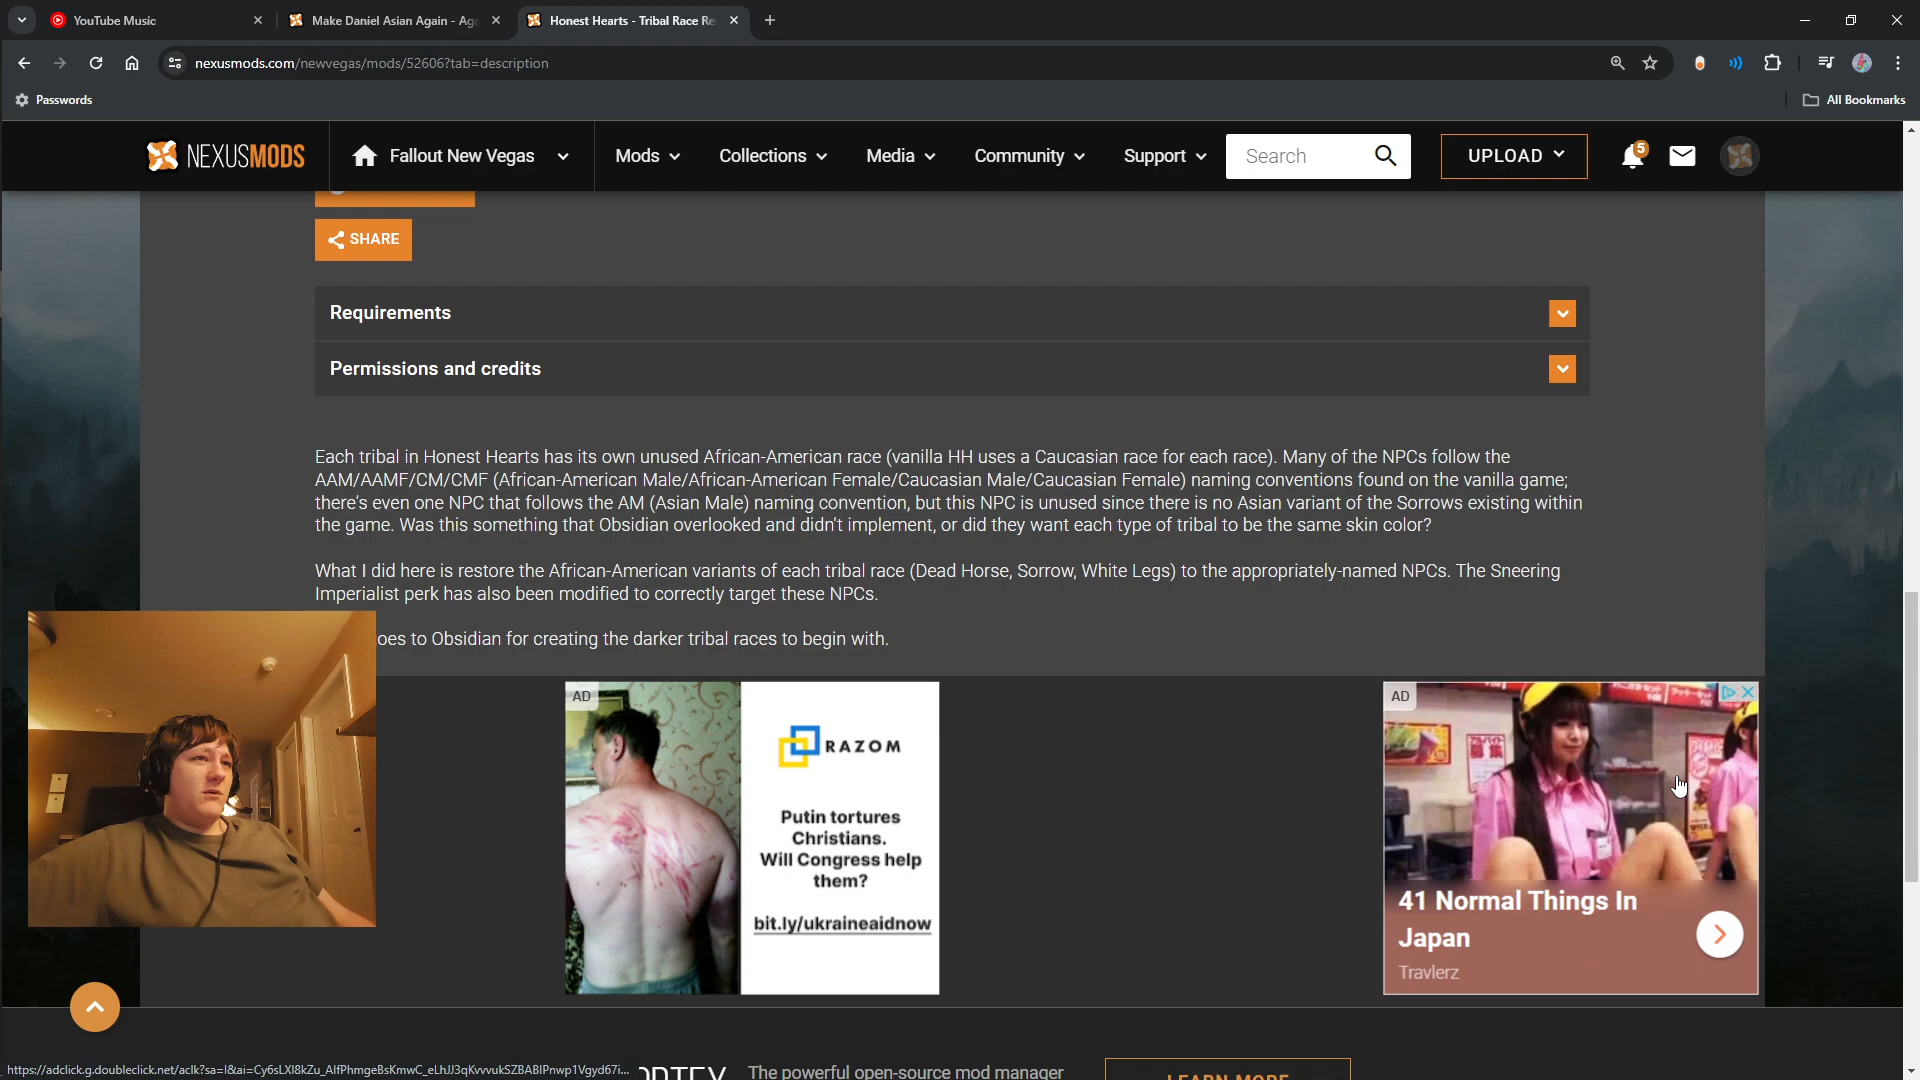 YouTube Music
Make Daniel Asian Again - Ag
Honest Hearts - Tribal Race Re
nexusmods.com/newvegas/mods/52606?tab=description
Passwords
All Bookmarks
NEXUSMODS
Fallout New Vegas
Mods
Collections
Media
Community
Support
Search
UPLOAD
5
SHARE
Requirements
Permissions and credits
Each tribal in Honest Hearts has its own unused African-American race (vanilla HH uses a Caucasian race for each race). Many of the NPCs follow the
AAM/AAMF/CM/CMF (African-American Male/African-American Female/Caucasian Male/Caucasian Female) naming conventions found on the vanilla game;
there's even one NPC that follows the AM (Asian Male) naming convention, but this NPC is unused since there is no Asian variant of the Sorrows existing within
the game. Was this something that Obsidian overlooked and didn't implement, or did they want each type of tribal to be the same skin color?
What I did here is restore the African-American variants of each tribal race (Dead Horse, Sorrow, White Legs) to the appropriately-named NPCs. The Sneering
Imperialist perk has also been modified to correctly target these NPCs.
oes to Obsidian for creating the darker tribal races to begin with.
AD
RAZOM
Putin tortures
Christians.
Will Congress help
them?
bit.ly/ukraineaidnow
AD
41 Normal Things In
Japan
Travlerz
The powerful open-source mod manager
LEARN MORE